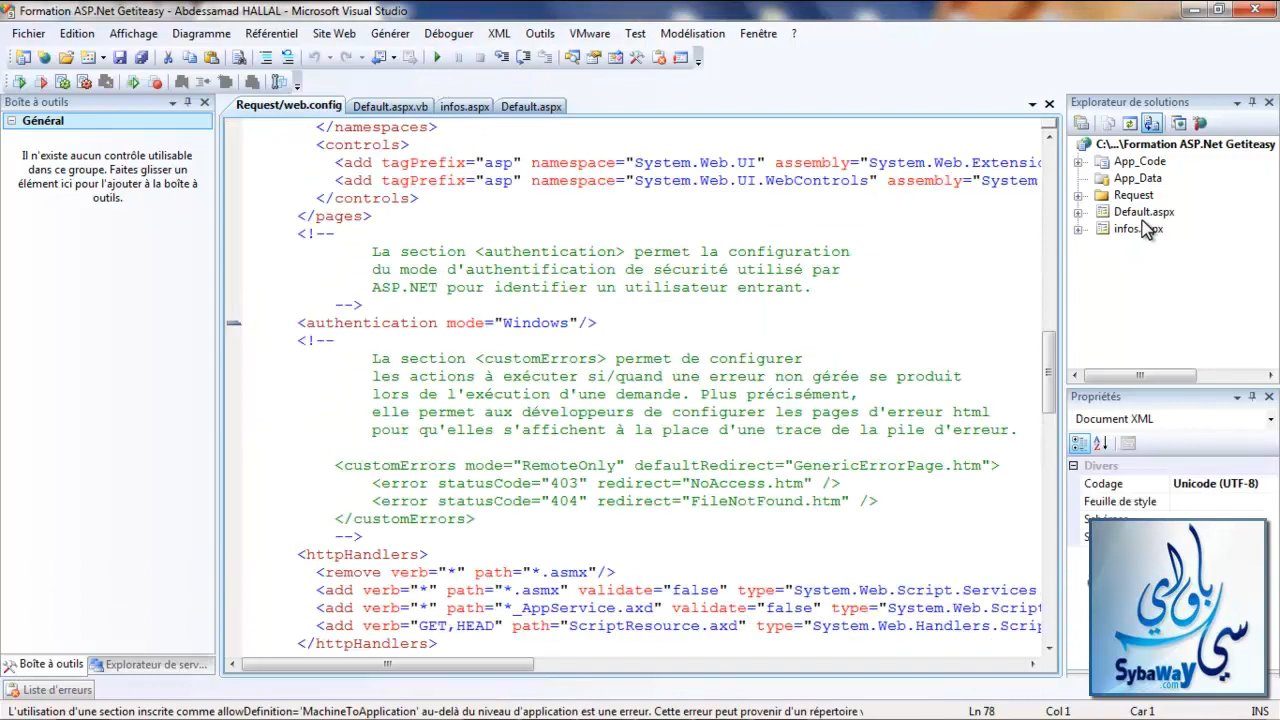 Formation ASP.Net Getiteasy - Abdessamad HALLAL - Microsoft Visual Studio
Fichier Edition Affichage Diagramme Référentiel Site Web Générer Déboguer XML Outils VMware Test Modélisation Fenêtre ?
Boîte à outils
Général
Il n'existe aucun contrôle utilisable
dans ce groupe. Faites glisser un
élément ici pour l'ajouter à la boîte à
outils.
Boîte à outils Explorateur de serv...
Request/web.config Default.aspx.vb infos.aspx Default.aspx
</namespaces>
<controls>
<add tagPrefix="asp" namespace="System.Web.UI" assembly="System.Web.Extensio
<add tagPrefix="asp" namespace="System.Web.UI.WebControls" assembly="System
</controls>
</pages>
<!--
La section <authentication> permet la configuration
du mode d'authentification de sécurité utilisé par
ASP.NET pour identifier un utilisateur entrant.
-->
<authentication mode="Windows"/>
<!--
La section <customErrors> permet de configurer
les actions à exécuter si/quand une erreur non gérée se produit
lors de l'exécution d'une demande. Plus précisément,
elle permet aux développeurs de configurer les pages d'erreur html
pour qu'elles s'affichent à la place d'une trace de la pile d'erreur.
<customErrors mode="RemoteOnly" defaultRedirect="GenericErrorPage.htm">
<error statusCode="403" redirect="NoAccess.htm" />
<error statusCode="404" redirect="FileNotFound.htm" />
</customErrors>
-->
<httpHandlers>
<remove verb="*" path="*.asmx"/>
<add verb="*" path="*.asmx" validate="false" type="System.Web.Script.Services
<add verb="*" path="*_AppService.axd" validate="false" type="System.Web.Script
<add verb="GET,HEAD" path="ScriptResource.axd" type="System.Web.Handlers.Scrip
</httpHandlers>
Explorateur de solutions
C:\...\Formation ASP.Net Getiteasy
App_Code
App_Data
Request
Default.aspx
Propriétés
Document XML
Divers
Codage Unicode (UTF-8)
Feuille de style
سي باواي
SybaWay
.com
Liste d'erreurs
L'utilisation d'une section inscrite comme allowDefinition='MachineToApplication' au-delà du niveau d'application est une erreur. Cette erreur peut provenir d'un répertoire
Ln 78 Col 1 Car 1 INS